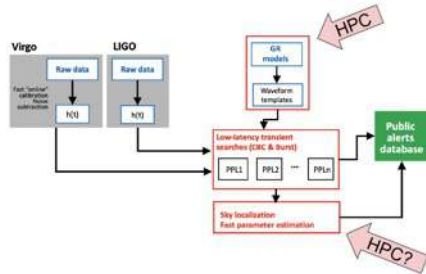 HPC
Virgo
LIGO
Raw data
Raw data
Fast "online"
calibration
Noise
subtraction
h(t)
h(t)
GR
models
Waveform
templates
Low-latency transient
searches (CBC & Burst)
PPL1
PPL2
...
PPLn
Public
alerts
database
Sky localization
Fast parameter estimation
HPC?